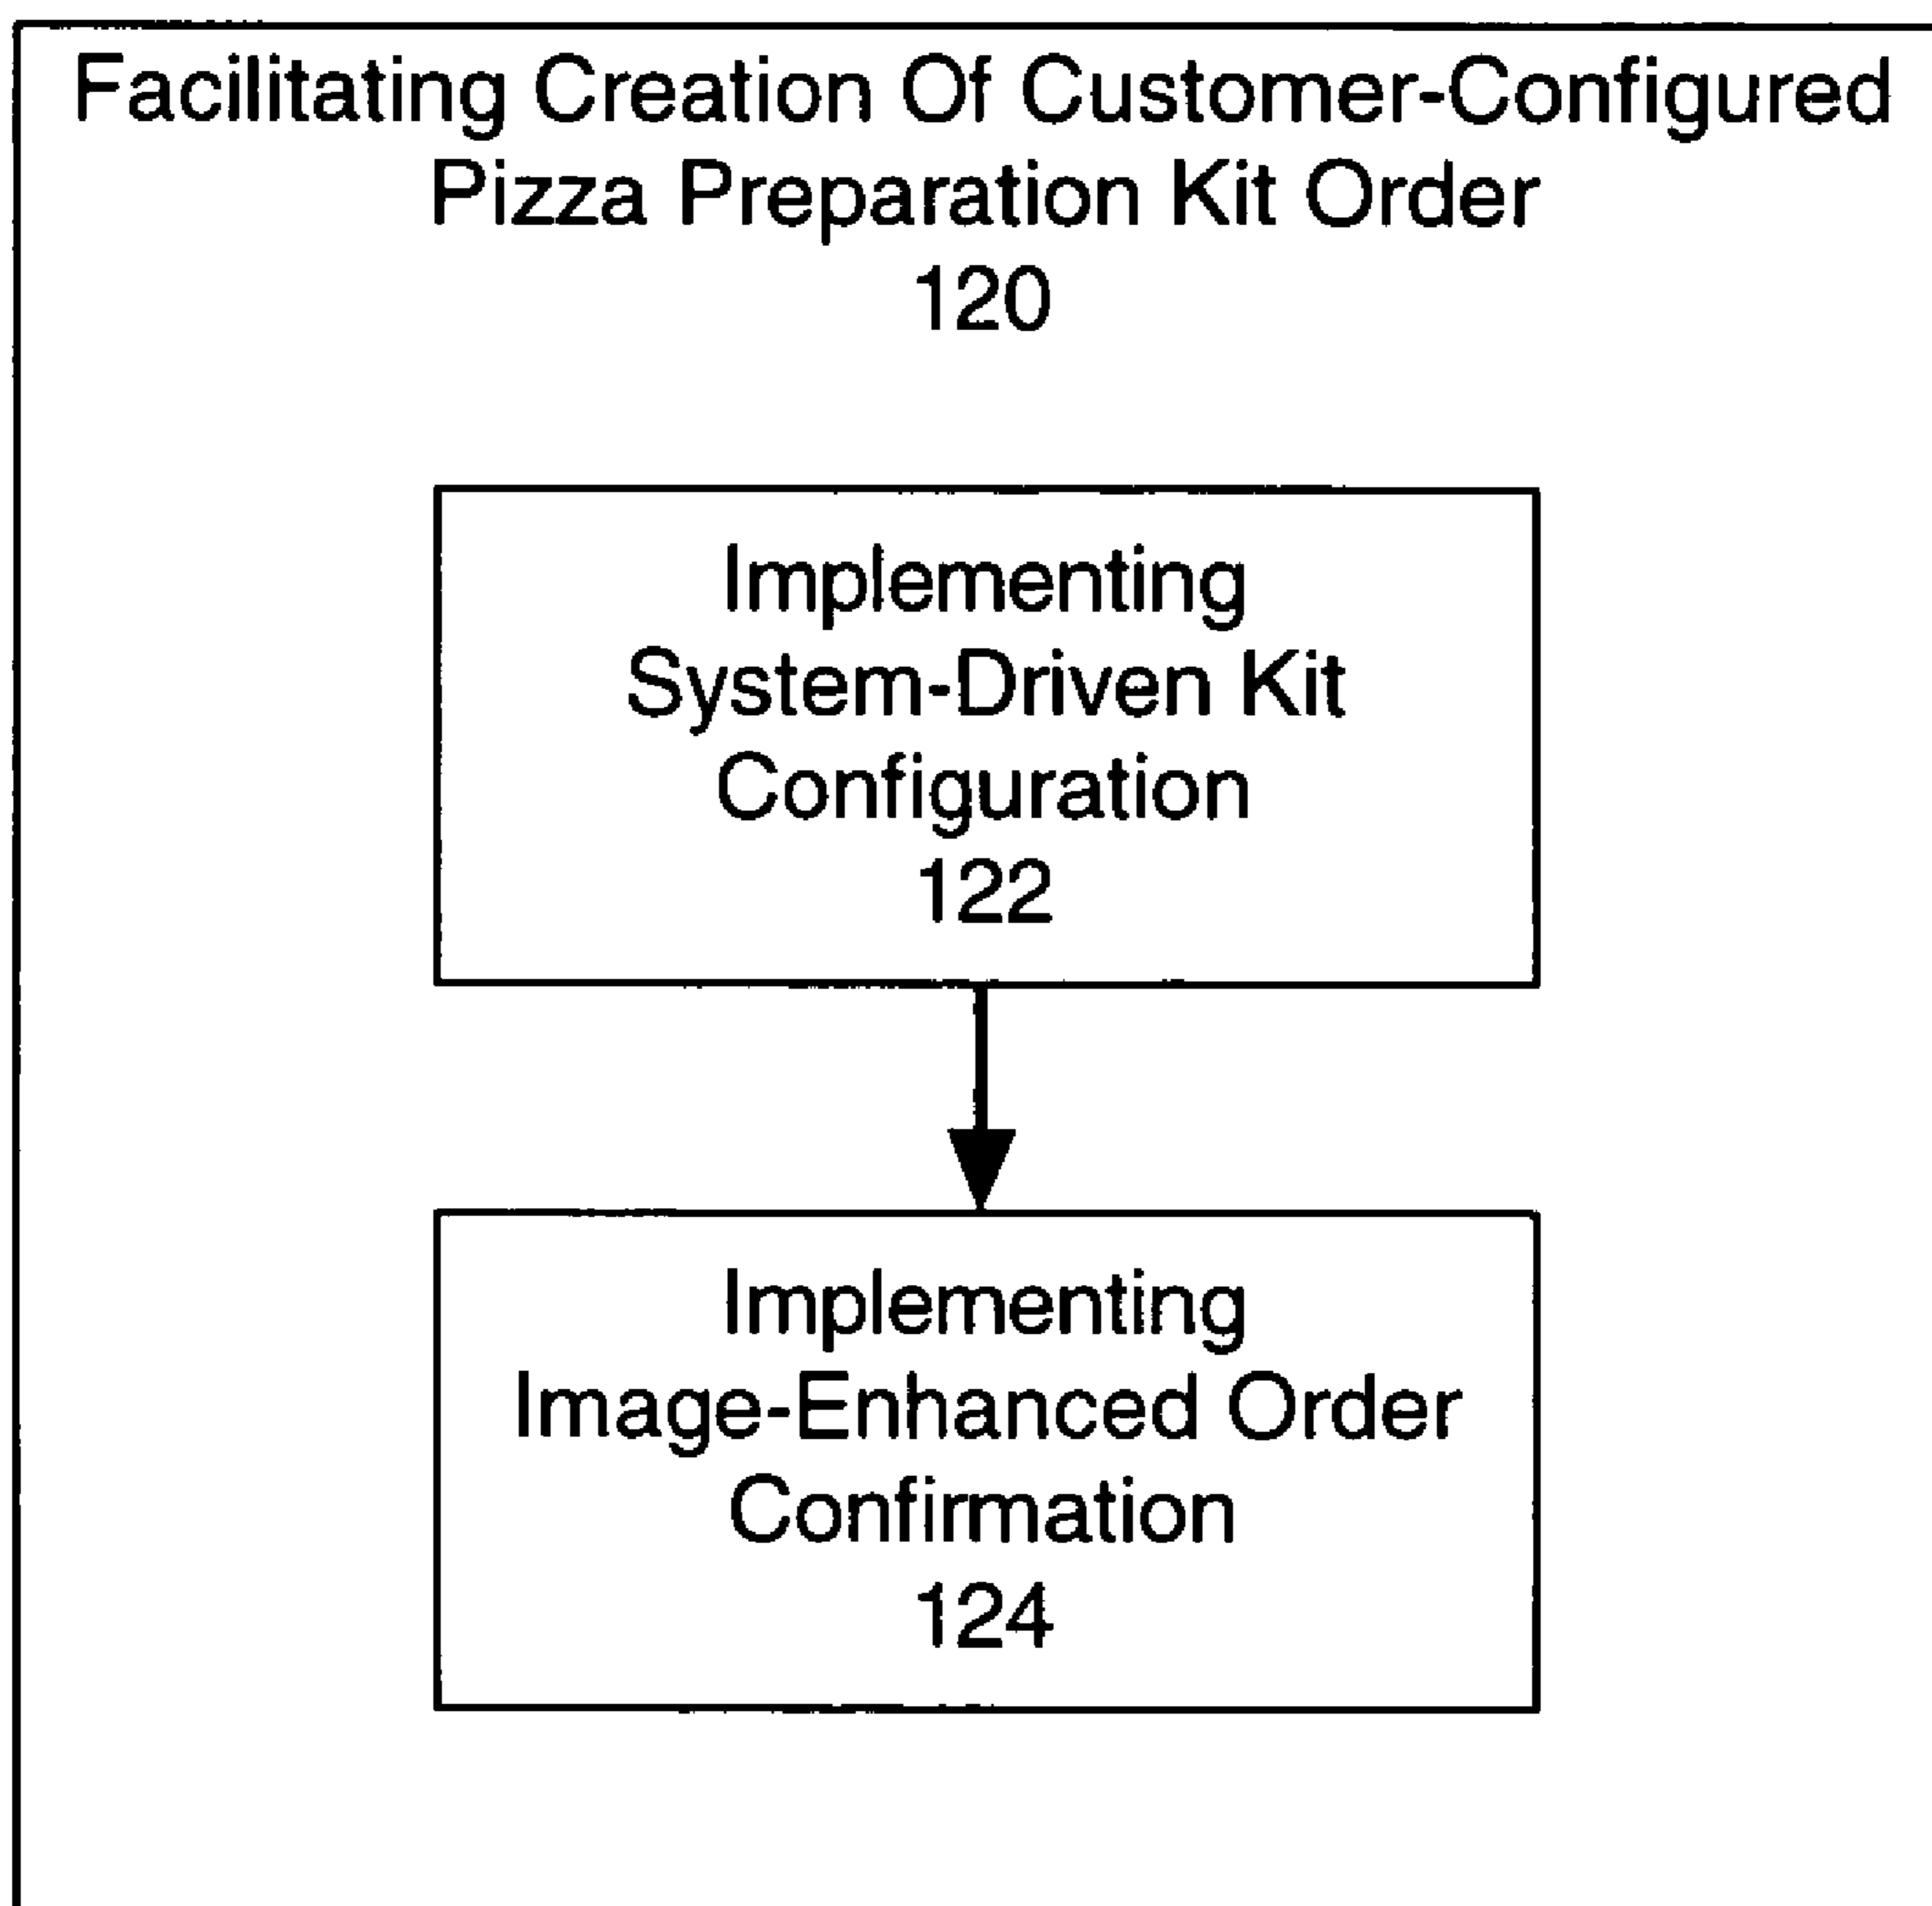 Facilitating Creation Of Customer-Configured
Pizza Preparation Kit Order
120
Implementing
System-Driven Kit
Configuration
122
Implementing
Image-Enhanced Order
Confirmation
124